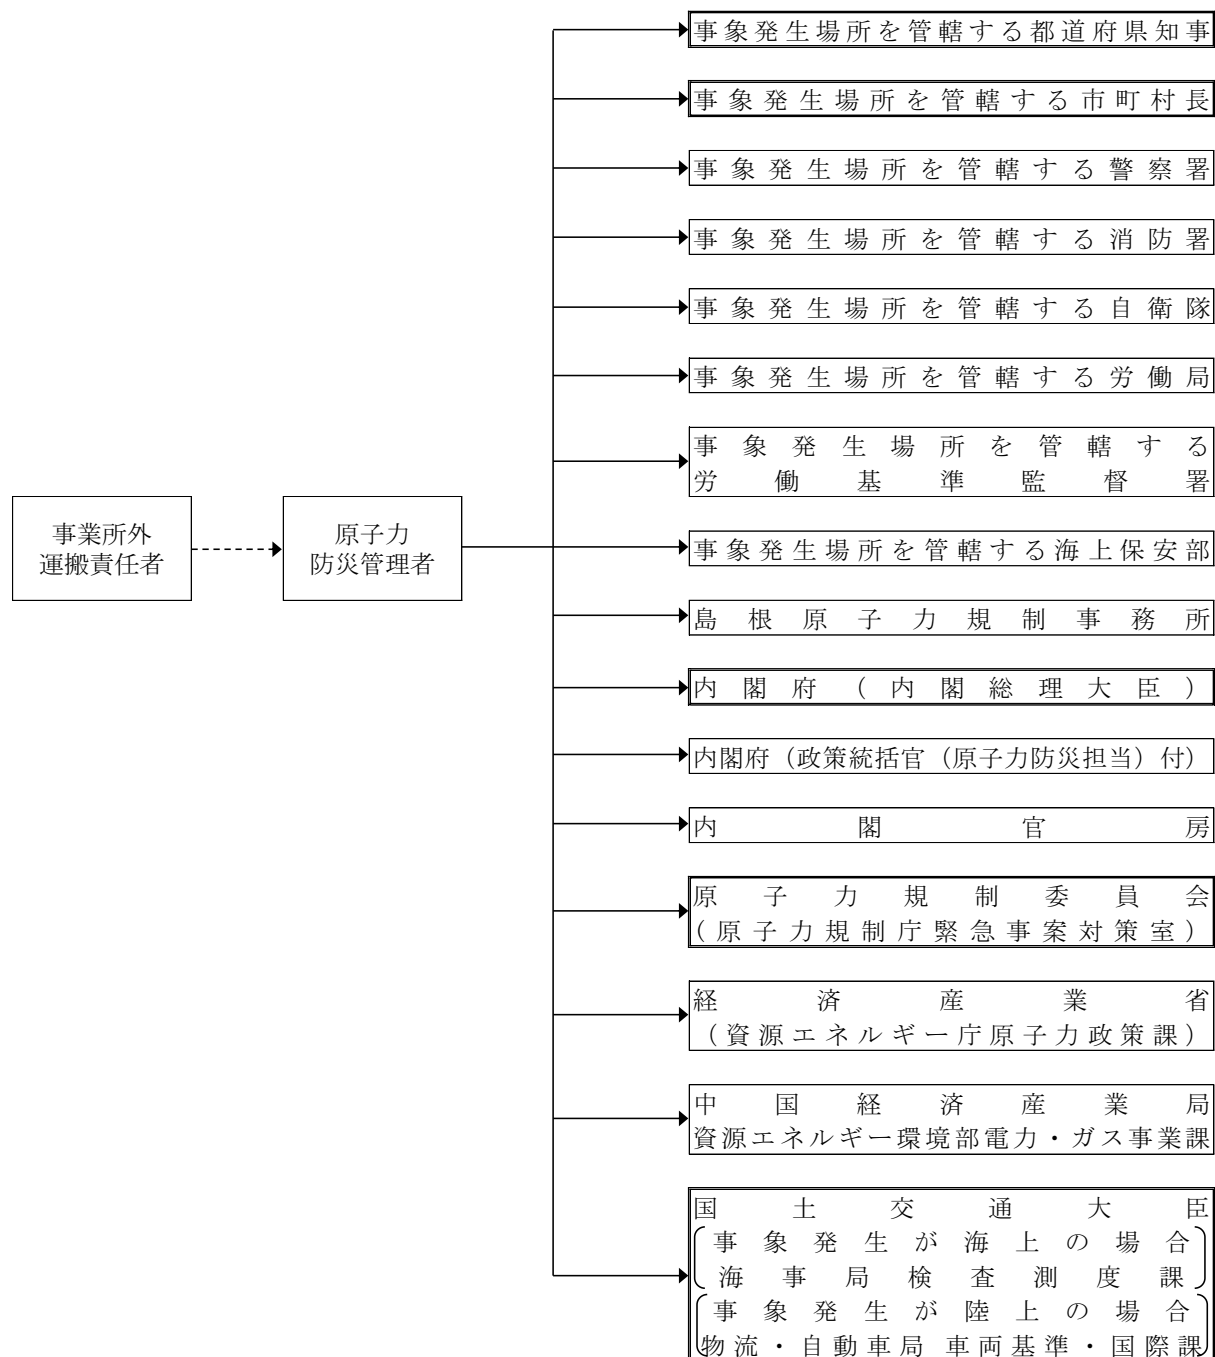 事象発生場所を管轄する都道府県知事
事象発生場所を管轄する市町村長
事象発生場所を管轄する警察署
事象発生場所を管轄する消防署
事象発生場所を管轄する自衛隊
事象発生場所を管轄する労働局
事象発生場所を管轄する
労働基準監督署
事業所外
運搬責任者
原子力
防災管理者
事象発生場所を管轄する海上保安部
島根原子力規制事務所
内閣府(内閣総理大臣)
内閣府(政策統括官(原子力防災担当)付)
内閣官房
原子力規制委員会
(原子力規制庁緊急事案対策室)
経済産業省
(資源エネルギー庁原子力政策課)
中国経済産業局
資源エネルギー環境部電力・ガス事業課
国土交通大臣
事象発生が海上の場合
海事局検査測度課
事象発生が陸上の場合
物流・自動車局 車両基準・国際課